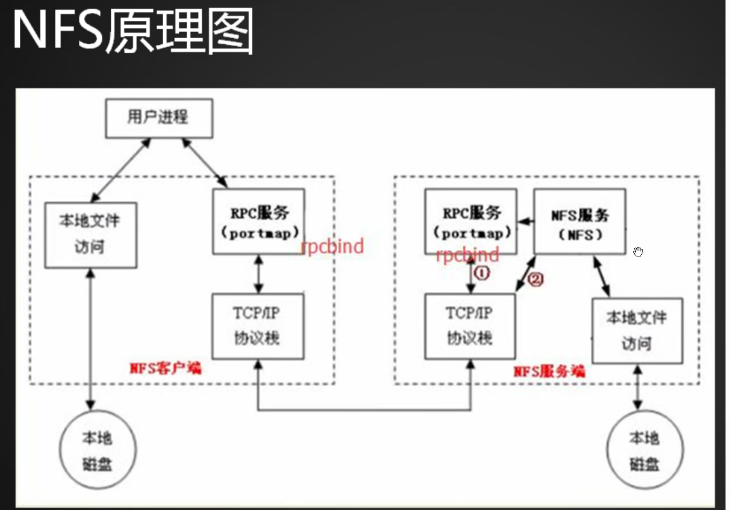 NFS原理图
用户进程
本地文件
访问
RPC服务
(portmap)
rpcbind
TCP/IP
协议栈
NFS客户端
本地
磁盘
RPC服务
(portmap)
rpcbind
NFS服务
(NFS)
①
②
TCP/IP
协议栈
本地文件
访问
NFS服务端
本地
磁盘